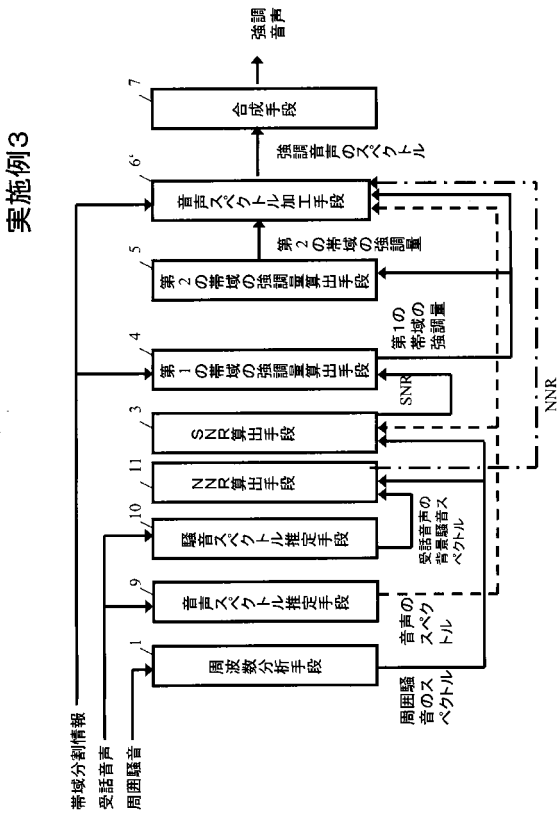 実施例3
帯域分割情報
受話音声
周囲騒音
1
周波数分析手段
9
音声スペクトル推定手段
10
騒音スペクトル推定手段
11
NNR算出手段
3
SNR算出手段
4
第1の帯域の強調量算出手段
5
第2の帯域の強調量算出手段
6'
音声スペクトル加工手段
7
合成手段
強調
音声
周囲騒
音のス
ペクトル
音声の
スペク
トル
受話音声の
背景騒音ス
ペクトル
SNR
第1の
帯域の
強調量
第2の帯域の強調量
強調音声のスペクトル
NNR